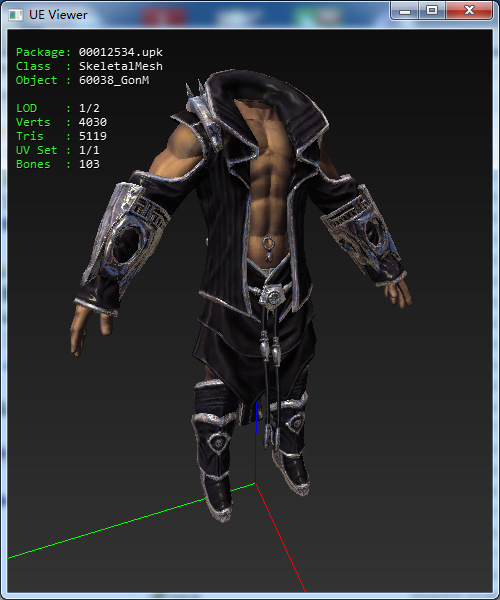 UE Viewer
Package: 00012534.upk
Class : SkeletalMesh
Object : 60038_GonM
LOD : 1/2
Verts : 4030
Tris : 5119
UV Set : 1/1
Bones : 103